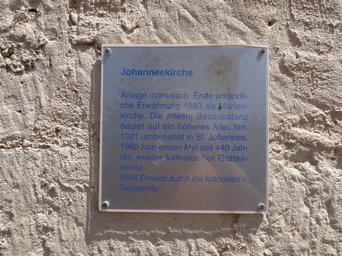 Johanneskirche
Anlage romanisch. Erste urkundli-
che Erwähnung 1293 als Marien-
kirche. Die älteste Bausubstanz
deutet auf ein höheres Alter hin.
1921 umbenannt in St. Johannes.
1960 zum ersten Mal seit 440 Jah-
ren wieder katholischer Gottes-
dienst.
1966 Erwerb durch die katholische
Gemeinde